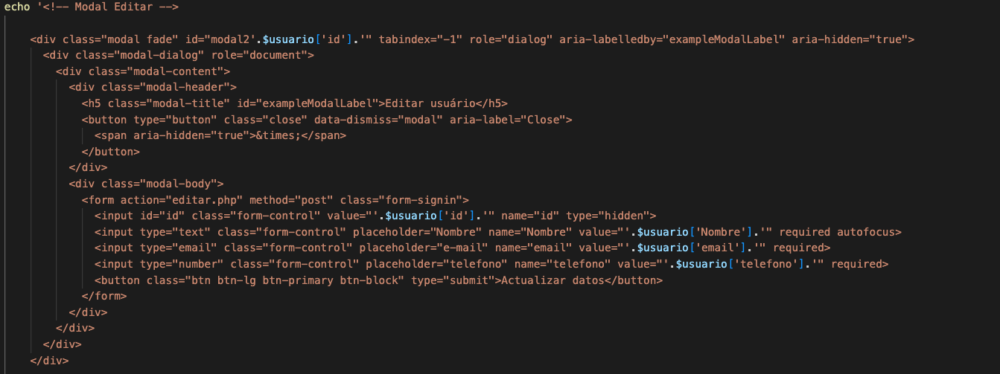 echo '<!-- Modal Editar -->
<div class="modal fade" id="modal2'.$usuario['id'].'" tabindex="-1" role="dialog" aria-labelledby="exampleModalLabel" aria-hidden="true">
<div class="modal-dialog" role="document">
<div class="modal-content">
<div class="modal-header">
<h5 class="modal-title" id="exampleModalLabel">Editar usuário</h5>
<button type="button" class="close" data-dismiss="modal" aria-label="Close">
<span aria-hidden="true">&times;</span>
</button>
</div>
<div class="modal-body">
<form action="editar.php" method="post" class="form-signin">
<input id="id" class="form-control" value="'.$usuario['id'].'" name="id" type="hidden">
<input type="text" class="form-control" placeholder="Nombre" name="Nombre" value="'.$usuario['Nombre'].'" required autofocus>
<input type="email" class="form-control" placeholder="e-mail" name="email" value="'.$usuario['email'].'" required>
<input type="number" class="form-control" placeholder="telefono" name="telefono" value="'.$usuario['telefono'].'" required>
<button class="btn btn-lg btn-primary btn-block" type="submit">Actualizar datos</button>
</form>
</div>
</div>
</div>
</div>